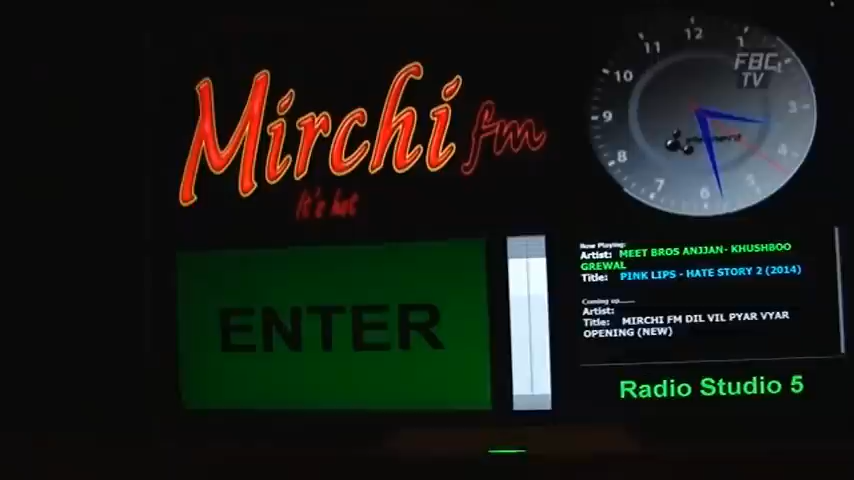 Mirchi fm
It's hot
FBC
TV
12
1
2
3
4
5
6
7
8
9
10
11
ENTER
Now Playing:
Artist: MEET BROS ANJJAN- KHUSHBOO
GREWAL
Title: PINK LIPS - HATE STORY 2 (2014)
Coming up......
Artist:
Title: MIRCHI FM DIL VIL PYAR VYAR
OPENING (NEW)
Radio Studio 5